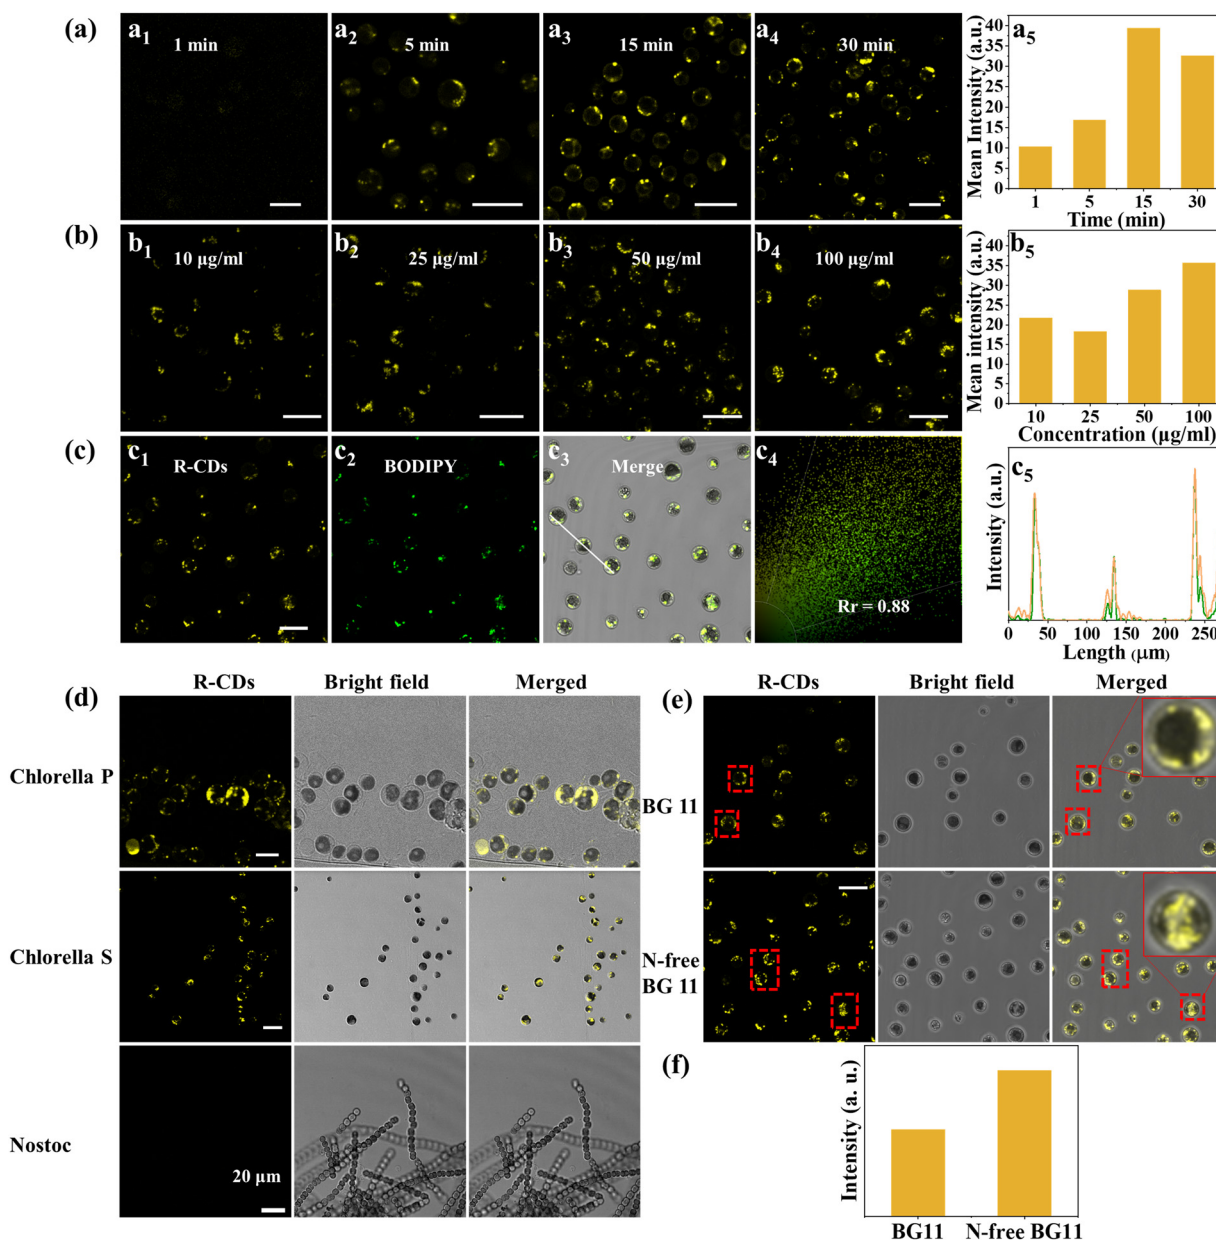 (a)
a1
1 min
a2
5 min
a3
15 min
a4
30 min
a5
Mean Intensity (a.u.)
40
35
30
25
20
15
10
5
0
1 5 15 30
Time (min)
(b)
b1
10 μg/ml
b2
25 μg/ml
b3
50 μg/ml
b4
100 μg/ml
b5
Mean intensity (a.u.)
40
35
30
25
20
15
10
5
0
10 25 50 100
Concentration (μg/ml)
(c)
c1
R-CDs
c2
BODIPY
c3
Merge
c4
Rr = 0.88
c5
Intensity (a.u.)
0 50 100 150 200 250
Length (μm)
(d)
R-CDs Bright field Merged
Chlorella P
Chlorella S
Nostoc
20 μm
(e)
R-CDs Bright field Merged
BG 11
N-free
BG 11
(f)
Intensity (a. u.)
BG11 N-free BG11